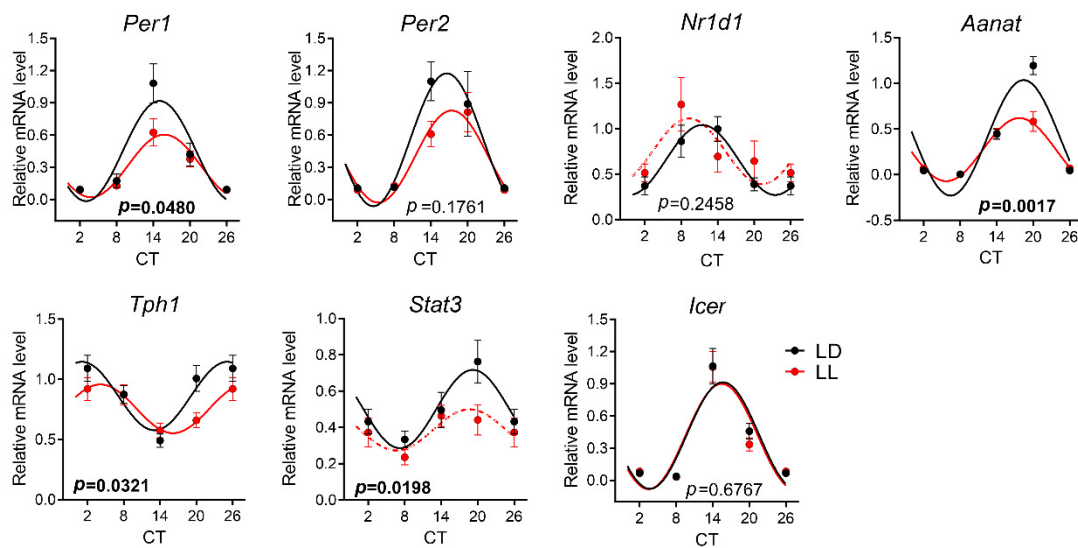 Per1
Per2
Nr1d1
Aanat
Relative mRNA level
1.5
1.2
0.9
0.6
0.3
0.0
p=0.0480
2 8 14 20 26
CT
Relative mRNA level
1.5
1.2
0.9
0.6
0.3
0.0
p=0.1761
2 8 14 20 26
CT
Relative mRNA level
2.0
1.5
1.0
0.5
0.0
p=0.2458
2 8 14 20 26
CT
Relative mRNA level
1.5
1.0
0.5
0.0
-0.5
p=0.0017
2 8 14 20 26
CT
Tph1
Stat3
Icer
Relative mRNA level
1.5
1.0
0.5
0.0
p=0.0321
2 8 14 20 26
CT
Relative mRNA level
1.0
0.8
0.6
0.4
0.2
0.0
p=0.0198
2 8 14 20 26
CT
Relative mRNA level
1.5
1.2
0.9
0.6
0.3
0.0
p=0.6767
2 8 14 20 26
CT
LD
LL